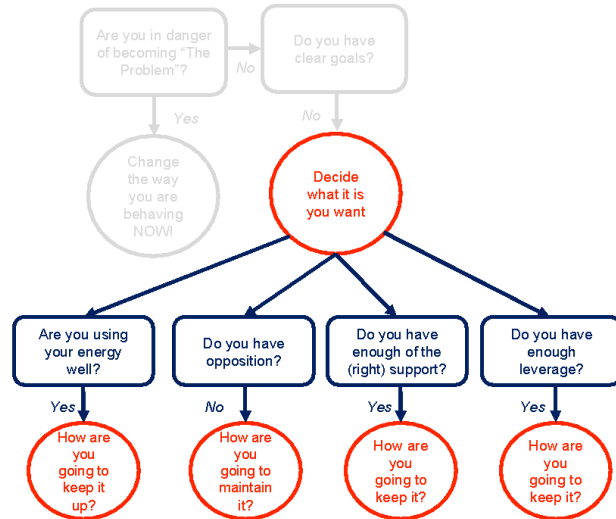 Are you in danger
of becoming “The
Problem”?
No
Do you have
clear goals?
Yes
No
Change
the way
you are
behaving
NOW!
Decide
what it is
you want
Are you using
your energy
well?
Do you have
opposition?
Do you have
enough of the
(right) support?
Do you have
enough
leverage?
Yes
No
Yes
Yes
How are
you
going to
keep it
up?
How are
you
going to
maintain
it?
How are
you
going to
keep it?
How are
you
going to
keep it?